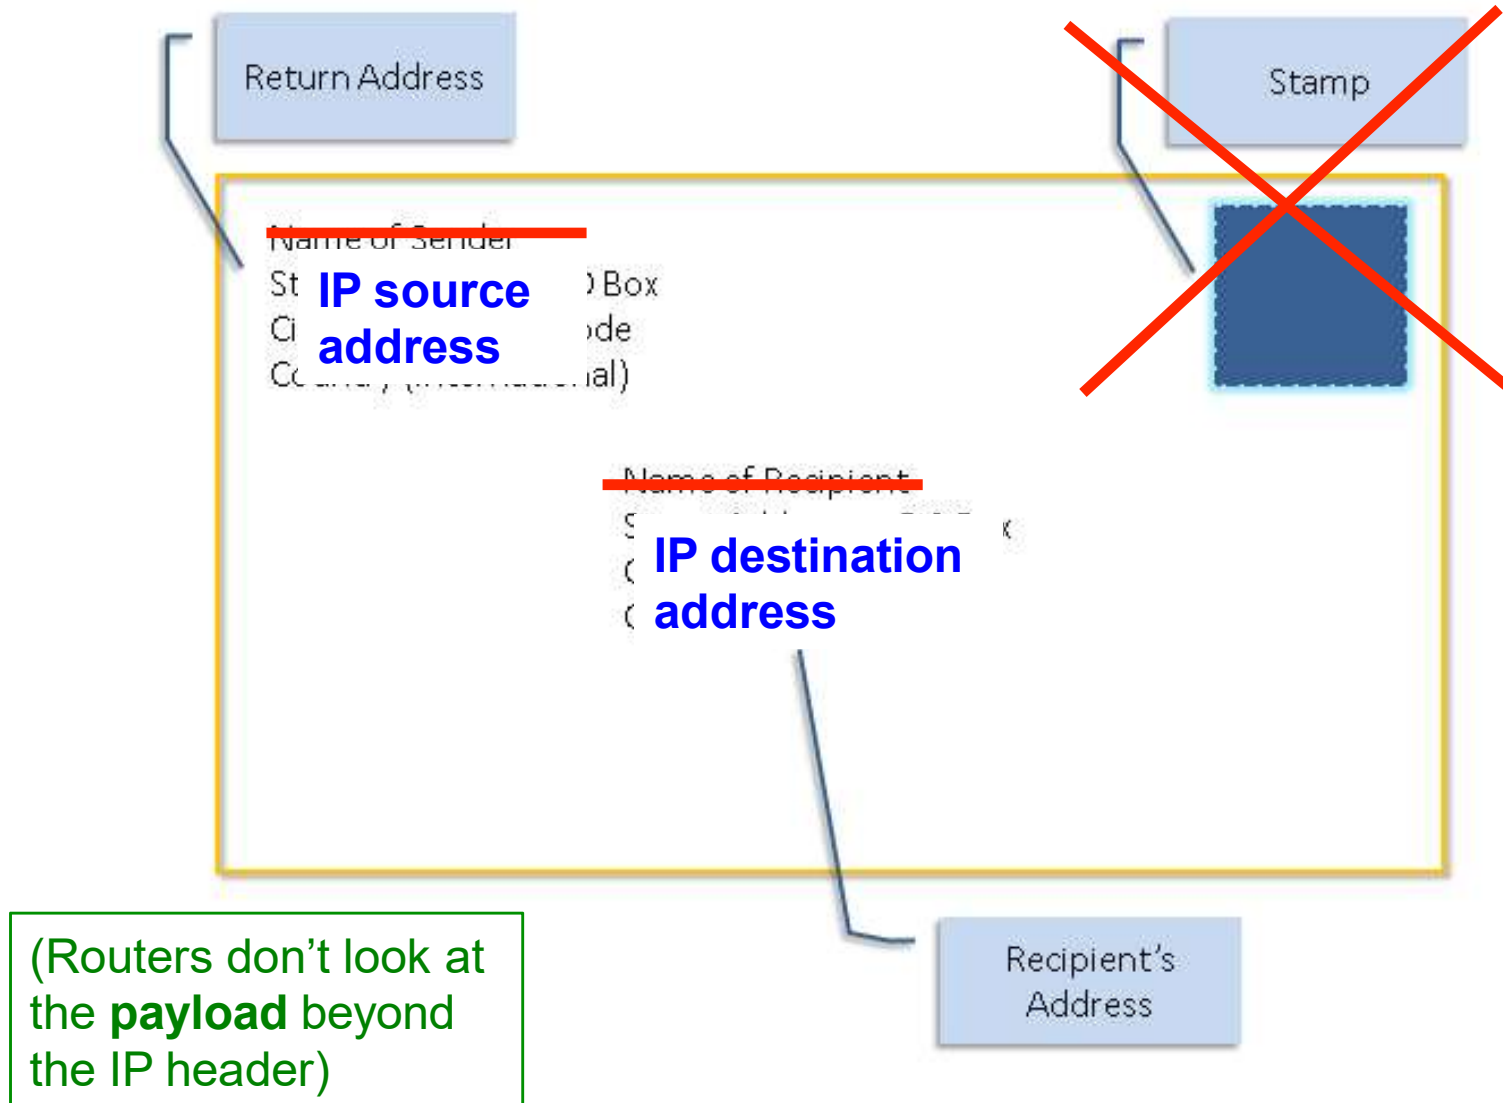 Return Address
Stamp
Name of Sender
IP source
Box
address
Name of Recipient
IP destination
address
Recipient's
Address
(Routers don't look at
the payload beyond
the IP header)